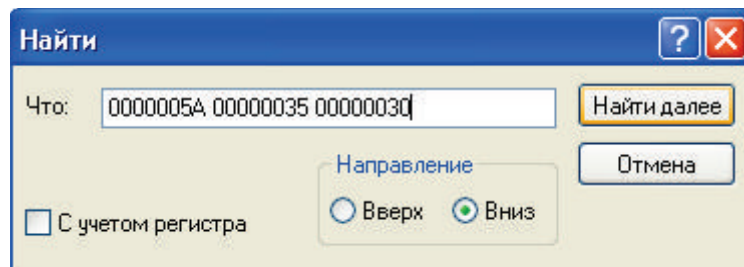 Найти
Что: 0000005A 00000035 00000030 Найти далее
Направление Отмена
С учетом регистра Вверх Вниз